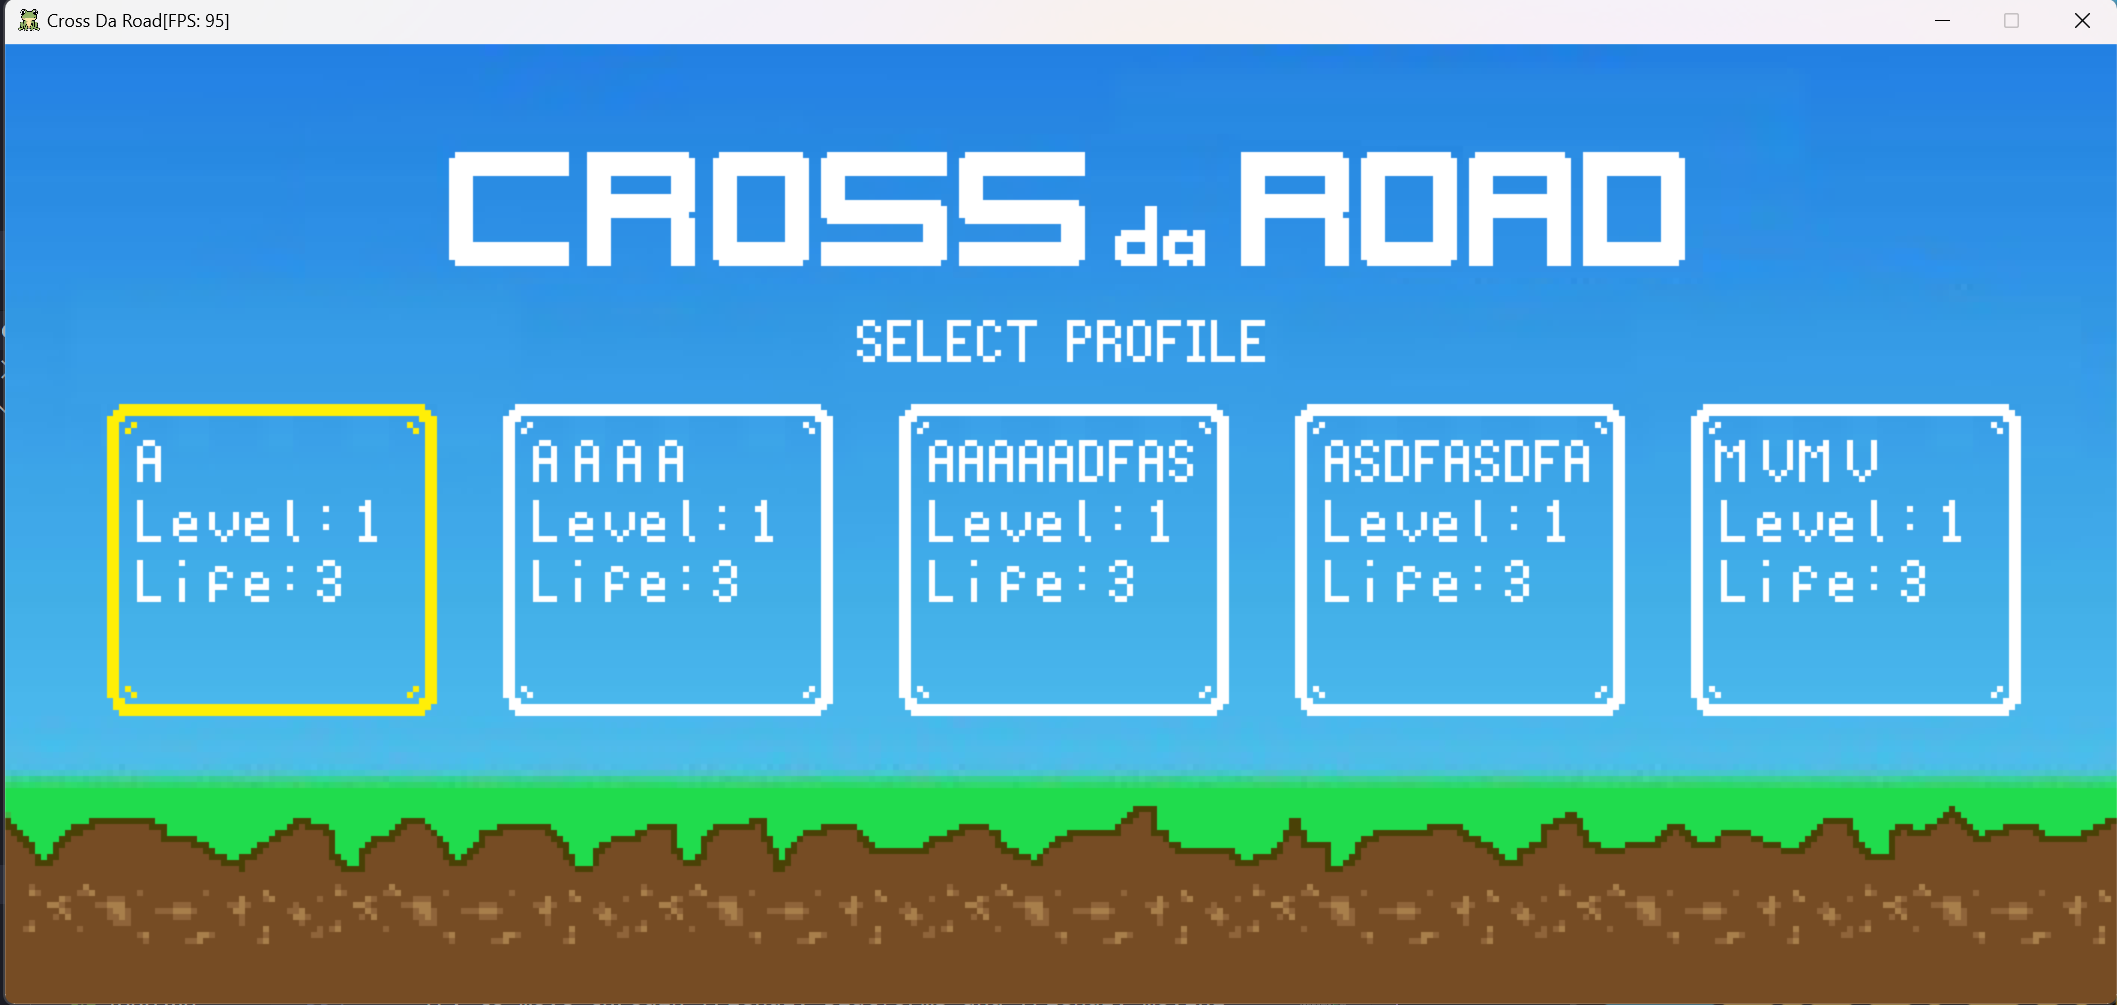 Cross Da Road[FPS: 95]
CROSS da ROAD
SELECT PROFILE
A
Level:1
Life:3
A A A A
Level:1
Life:3
AAAAADFAS
Level:1
Life:3
ASDFASDFA
Level:1
Life:3
M VM V
Level:1
Life:3